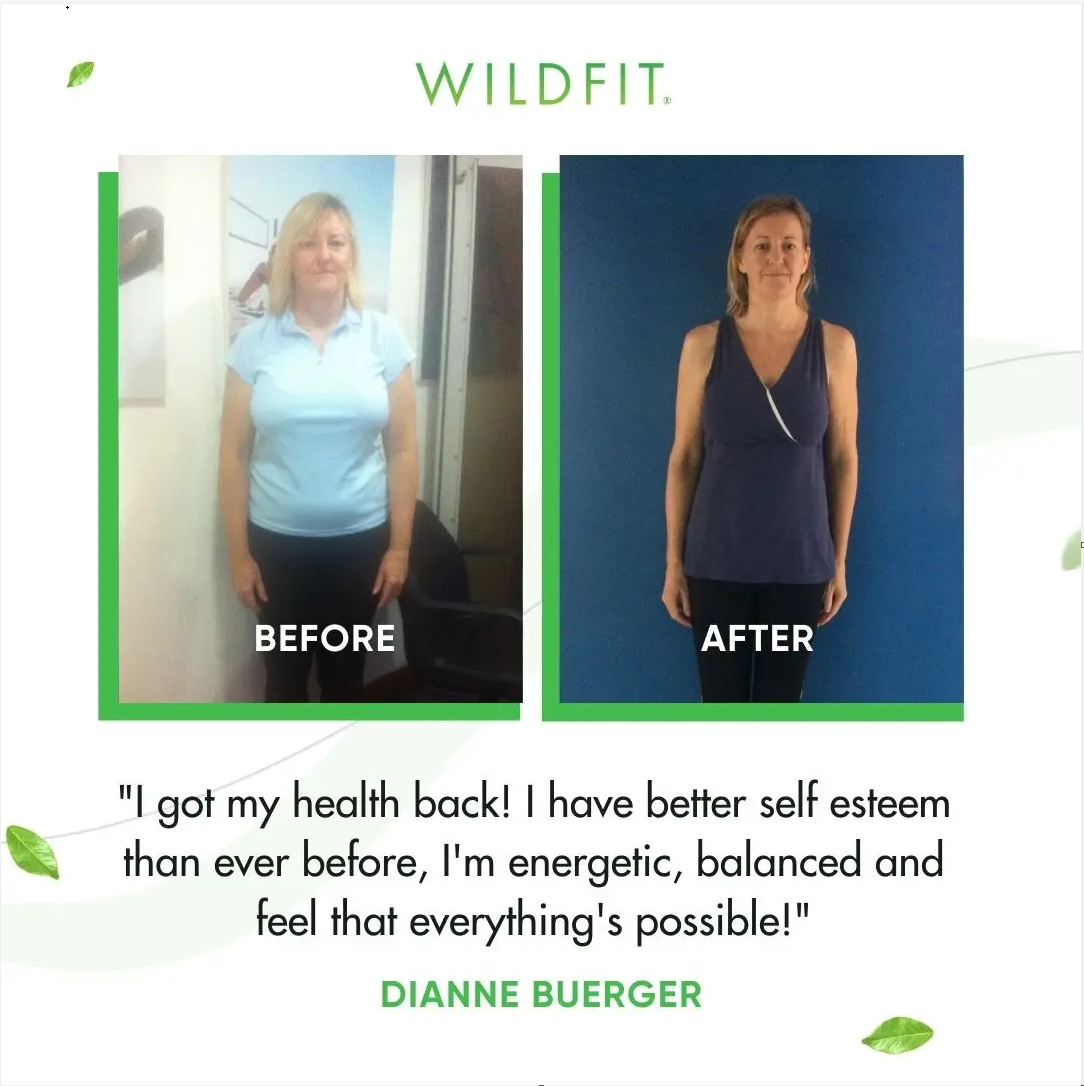 WILDFIT®
BEFORE
AFTER
"I got my health back! I have better self esteem
than ever before, I'm energetic, balanced and
feel that everything's possible!"
DIANNE BUERGER